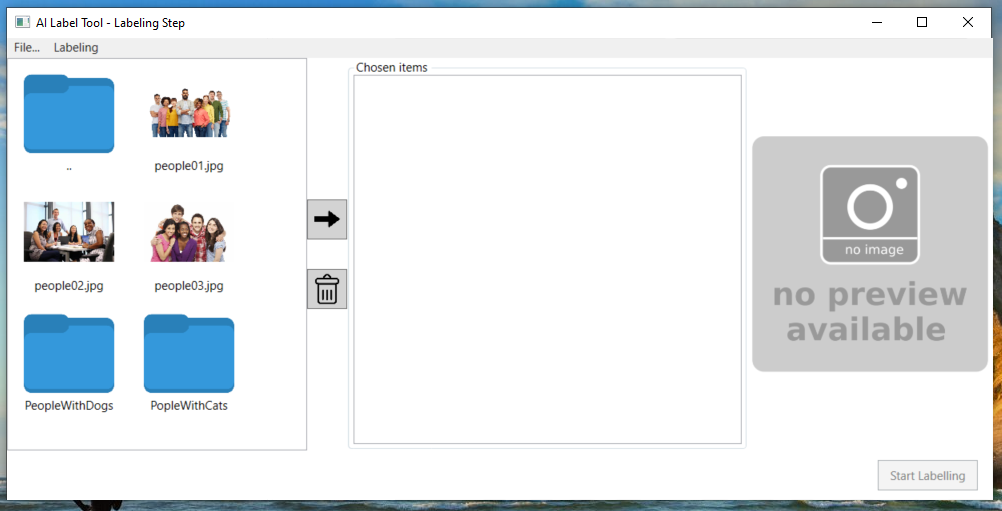 AI Label Tool - Labeling Step
File... Labeling
Chosen items
..
people01.jpg
people02.jpg
people03.jpg
PeopleWithDogs
PopleWithCats
no image
no preview
available
Start Labelling